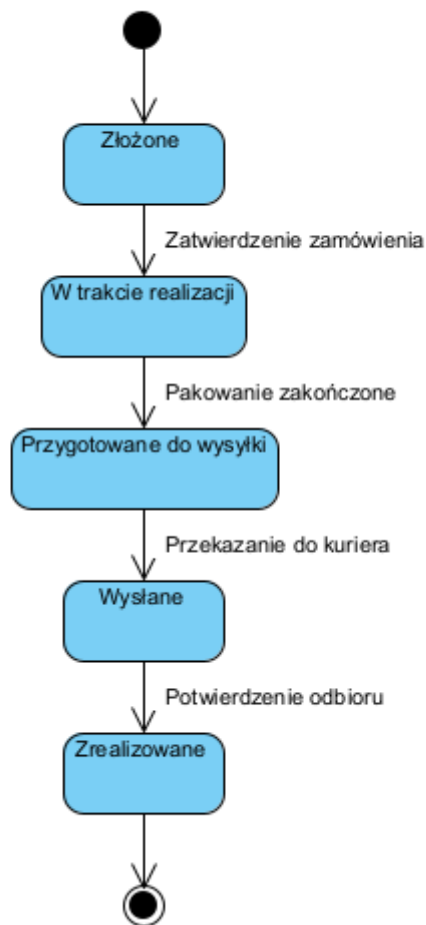 Złożone
Zatwierdzenie zamówienia
W trakcie realizacji
Pakowanie zakończone
Przygotowane do wysyłki
Przekazanie do kuriera
Wysłane
Potwierdzenie odbioru
Zrealizowane